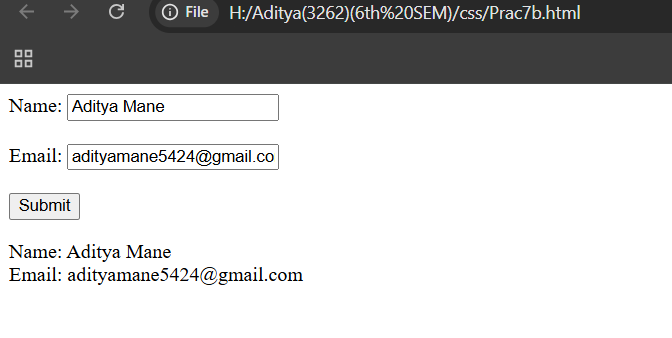 File H:/Aditya(3262)(6th%20SEM)/css/Prac7b.html
Name: Aditya Mane
Email: adityamane5424@gmail.co
Submit
Name: Aditya Mane
Email: adityamane5424@gmail.com